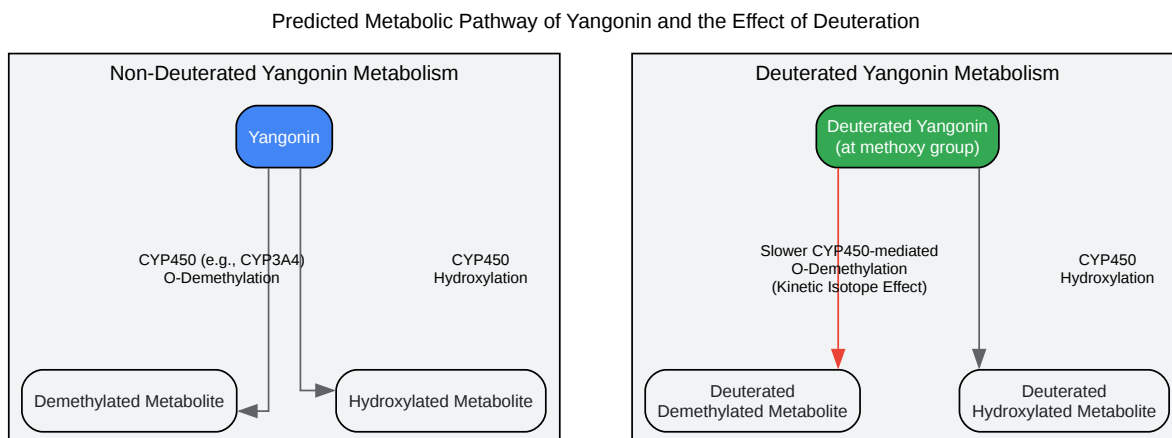 Predicted Metabolic Pathway of Yangonin and the Effect of Deuteration
Non-Deuterated Yangonin Metabolism
Yangonin
CYP450 (e.g., CYP3A4)
O-Demethylation
CYP450
Hydroxylation
Demethylated Metabolite
Hydroxylated Metabolite
Deuterated Yangonin Metabolism
Deuterated Yangonin
(at methoxy group)
Slower CYP450-mediated
O-Demethylation
(Kinetic Isotope Effect)
CYP450
Hydroxylation
Deuterated
Demethylated Metabolite
Deuterated
Hydroxylated Metabolite